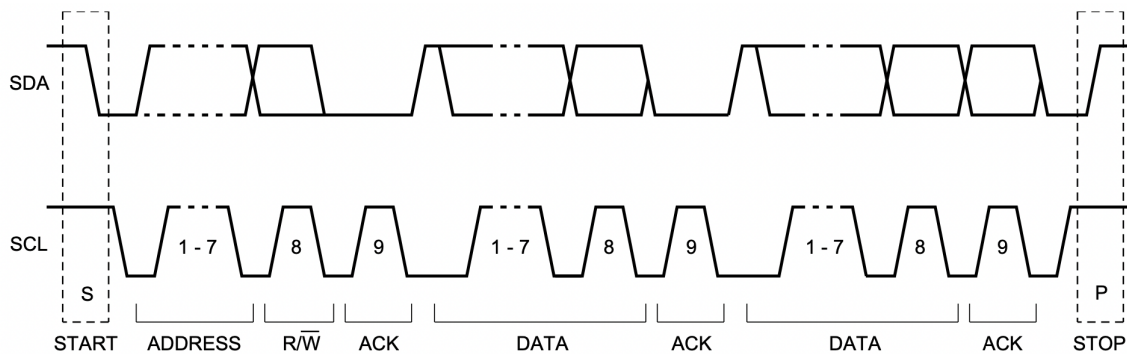 SDA
SCL
1 - 7 8 9 1 - 7 8 9 1 - 7 8 9
S P
START ADDRESS R/W̅ ACK DATA ACK DATA ACK STOP